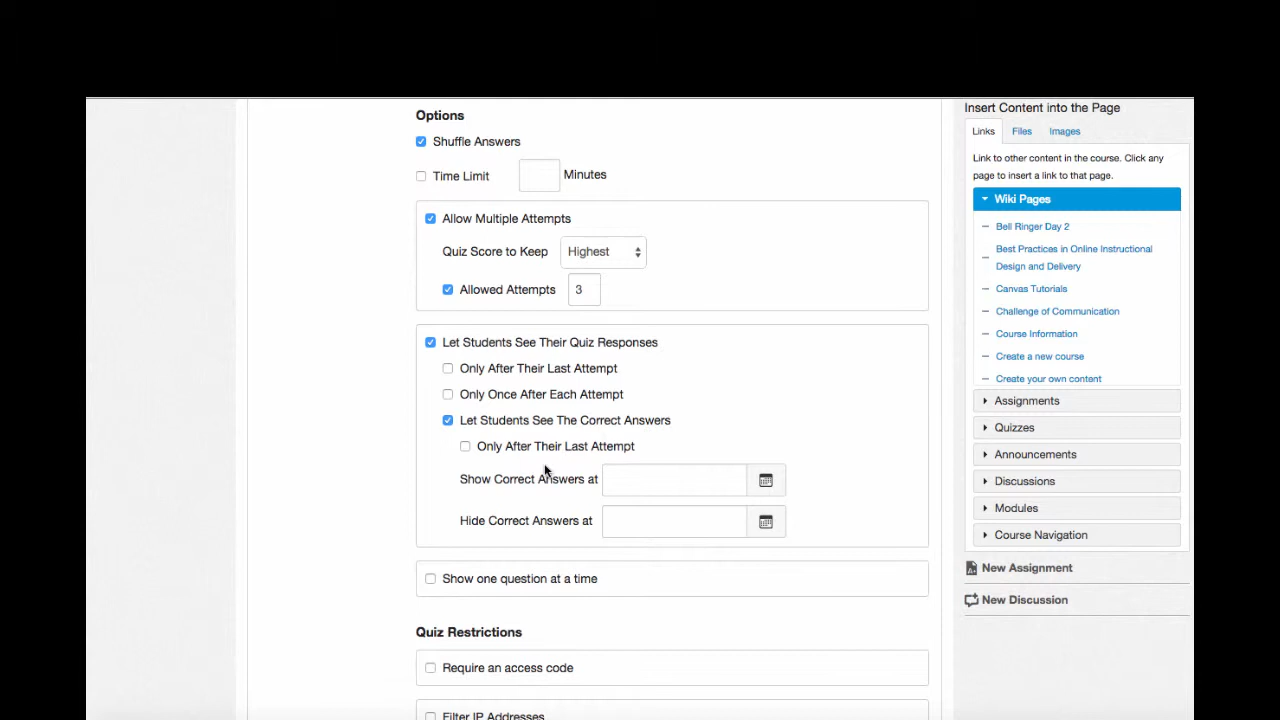 Options
Shuffle Answers
Time Limit Minutes
Allow Multiple Attempts
Quiz Score to Keep Highest
Allowed Attempts 3
Let Students See Their Quiz Responses
Only After Their Last Attempt
Only Once After Each Attempt
Let Students See The Correct Answers
Only After Their Last Attempt
Show Correct Answers at
Hide Correct Answers at
Show one question at a time
Quiz Restrictions
Require an access code
Filter IP Addresses
Insert Content into the Page
Links Files Images
Link to other content in the course. Click any
page to insert a link to that page.
Wiki Pages
Bell Ringer Day 2
Best Practices in Online Instructional
Design and Delivery
Canvas Tutorials
Challenge of Communication
Course Information
Create a new course
Create your own content
Assignments
Quizzes
Announcements
Discussions
Modules
Course Navigation
New Assignment
New Discussion